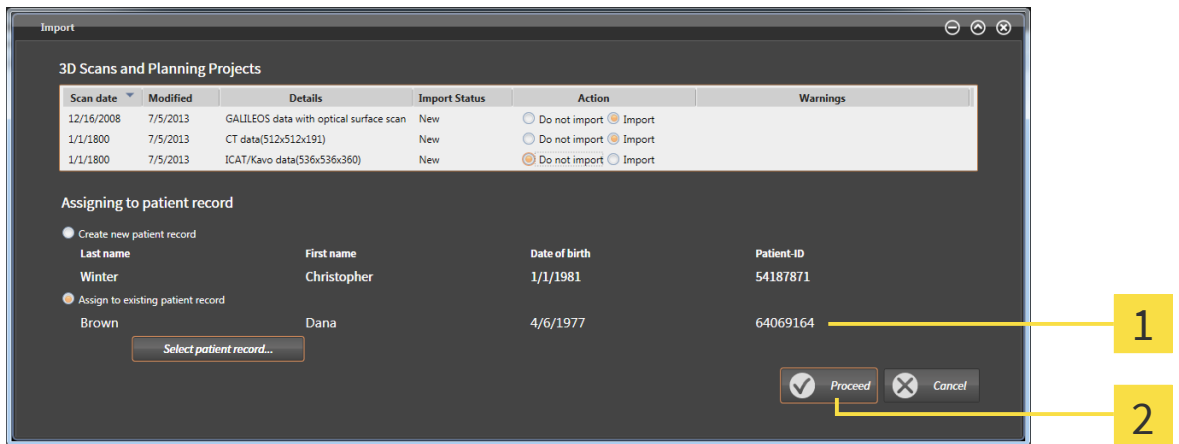 Import
3D Scans and Planning Projects
Scan date Modified Details Import Status Action Warnings
12/16/2008 7/5/2013 GALILEOS data with optical surface scan New Do not import Import
1/1/1800 7/5/2013 CT data(512x512x191) New Do not import Import
1/1/1800 7/5/2013 ICAT/Kavo data(536x536x360) New Do not import Import
Assigning to patient record
Create new patient record
Last name First name Date of birth Patient-ID
Winter Christopher 1/1/1981 54187871
Assign to existing patient record
Brown Dana 4/6/1977 64069164 1
Select patient record...
Proceed Cancel
2